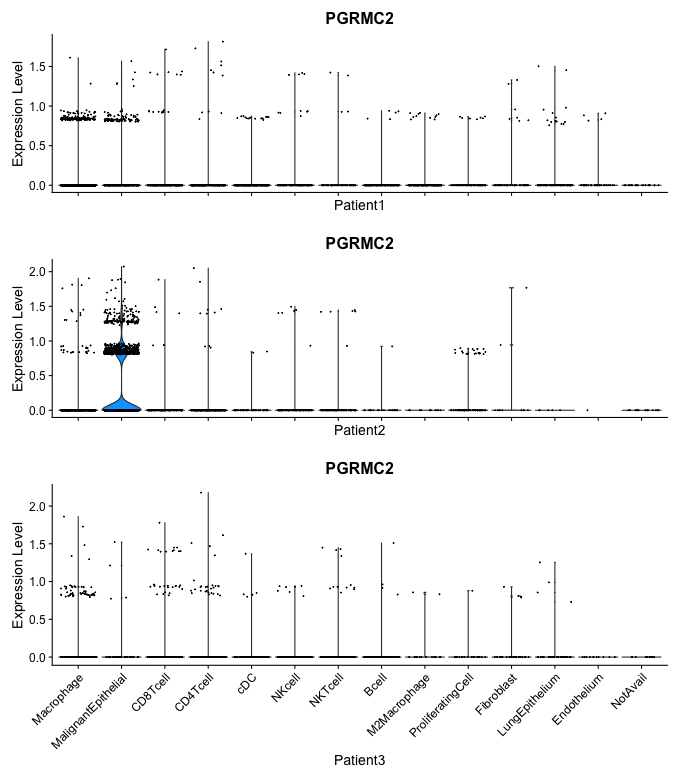 PGRMC2
Expression Level
1.5
1.0
0.5
0.0
Patient1
PGRMC2
Expression Level
2.0
1.5
1.0
0.5
0.0
Patient2
PGRMC2
Expression Level
2.0
1.5
1.0
0.5
0.0
Macrophage
MalignantEpithelial
CD8Tcell
CD4Tcell
cDC
NKcell
NKTcell
Bcell
M2Macrophage
ProliferatingCell
Fibroblast
LungEpithelium
Endothelium
NotAvail
Patient3